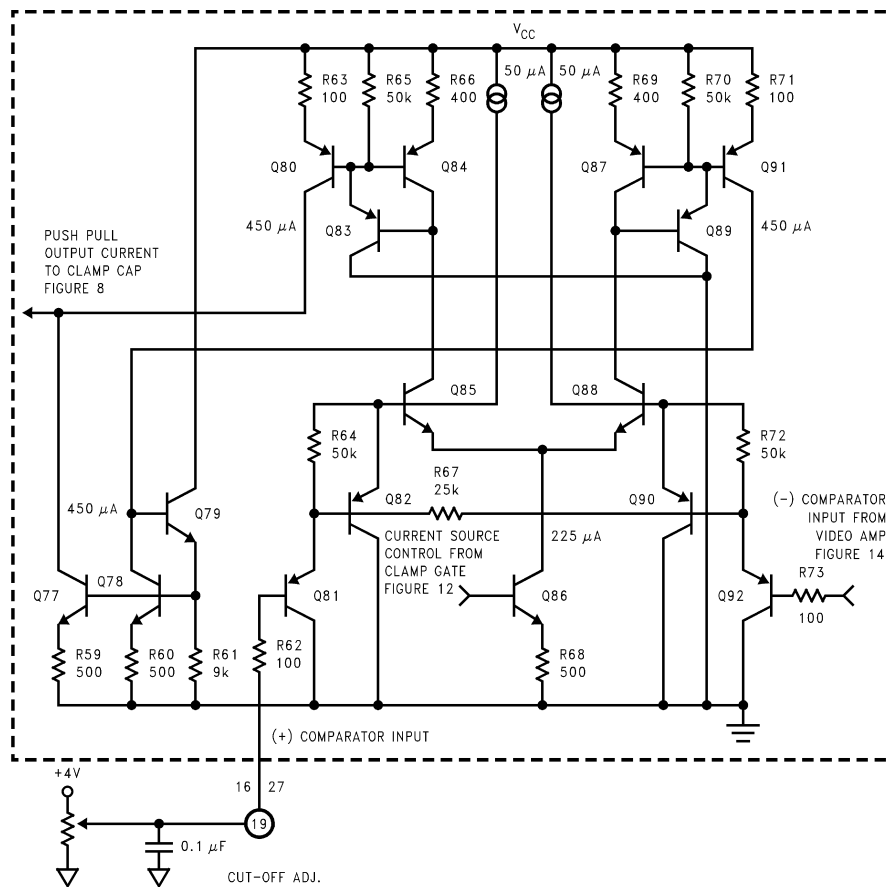 VCC
R63
100
R65
50k
R66
400
50 µA
50 µA
R69
400
R70
50k
R71
100
Q80
Q84
Q87
Q91
450 µA
Q83
Q89
450 µA
PUSH PULL
OUTPUT CURRENT
TO CLAMP CAP
FIGURE 8
Q85
Q88
R64
50k
R72
50k
R67
25k
Q82
Q90
(-) COMPARATOR
INPUT FROM
VIDEO AMP
FIGURE 14
450 µA
Q79
CURRENT SOURCE
CONTROL FROM
CLAMP GATE
FIGURE 12
225 µA
Q77
Q78
Q81
Q86
Q92
R73
100
R59
500
R60
500
R61
9k
R62
100
R68
500
(+) COMPARATOR INPUT
+4V
16
27
19
0.1 µF
CUT-OFF ADJ.